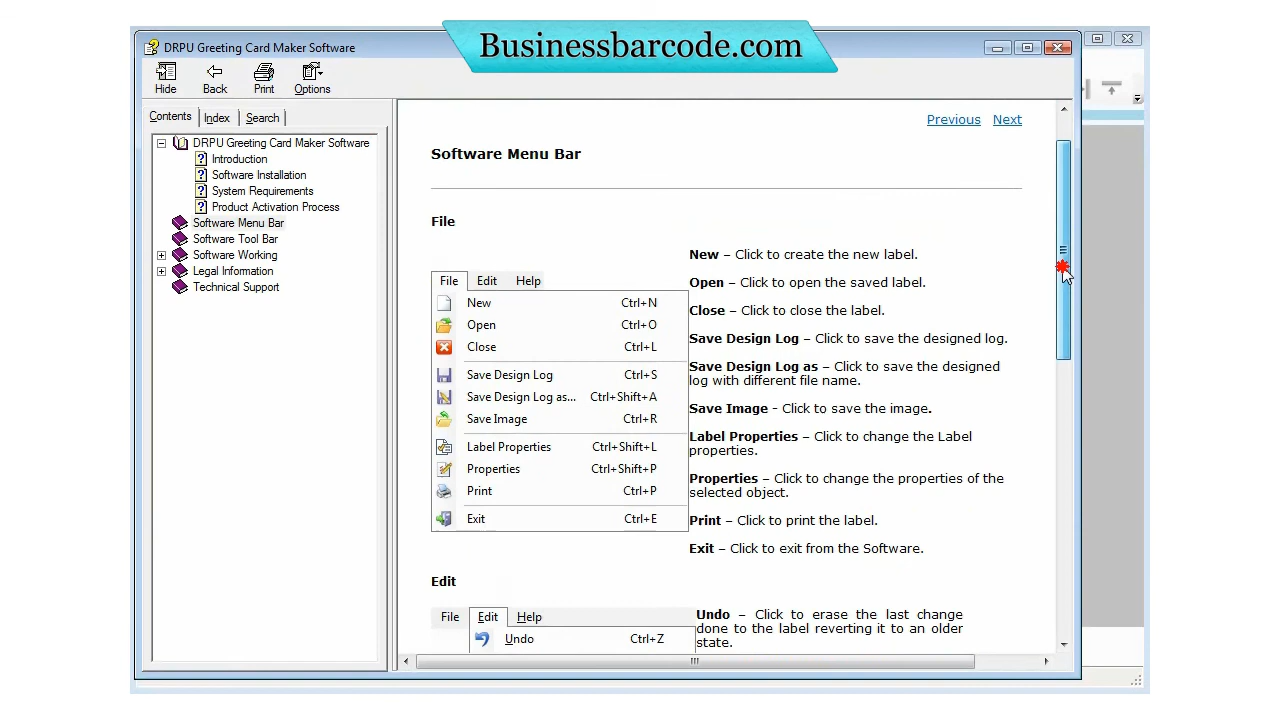 Businessbarcode.com
DRPU Greeting Card Maker Software
Hide Back Print Options
Contents Index Search
DRPU Greeting Card Maker Software
Introduction
Software Installation
System Requirements
Product Activation Process
Software Menu Bar
Software Tool Bar
Software Working
Legal Information
Technical Support
Previous Next
Software Menu Bar
File
File Edit Help
New Ctrl+N
Open Ctrl+O
Close Ctrl+L
Save Design Log Ctrl+S
Save Design Log as... Ctrl+Shift+A
Save Image Ctrl+R
Label Properties Ctrl+Shift+L
Properties Ctrl+Shift+P
Print Ctrl+P
Exit Ctrl+E
New – Click to create the new label.
Open – Click to open the saved label.
Close – Click to close the label.
Save Design Log – Click to save the designed log.
Save Design Log as – Click to save the designed
log with different file name.
Save Image - Click to save the image.
Label Properties – Click to change the Label
properties.
Properties – Click to change the properties of the
selected object.
Print – Click to print the label.
Exit – Click to exit from the Software.
Edit
File Edit Help
Undo Ctrl+Z
Undo – Click to erase the last change
done to the label reverting it to an older
state.